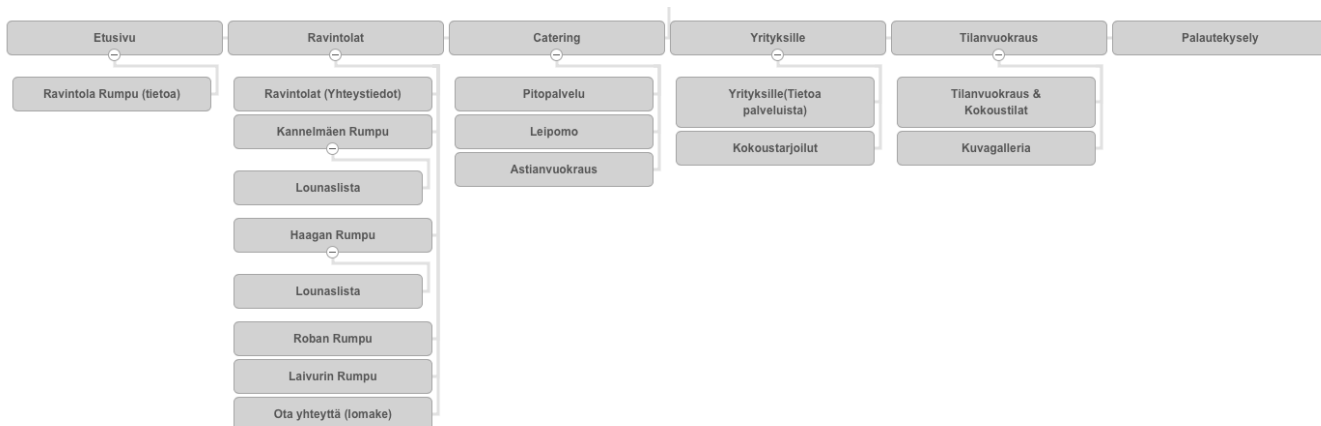 Etusivu
Ravintolat
Catering
Yrityksille
Tilanvuokraus
Palautekysely
Ravintola Rumpu (tietoa)
Ravintolat (Yhteystiedot)
Kannelmäen Rumpu
Lounaslista
Haagan Rumpu
Lounaslista
Roban Rumpu
Laivurin Rumpu
Ota yhteyttä (lomake)
Pitopalvelu
Leipomo
Astianvuokraus
Yrityksille(Tietoa
palveluista)
Kokoustarjoilut
Tilanvuokraus &
Kokoustilat
Kuvagalleria